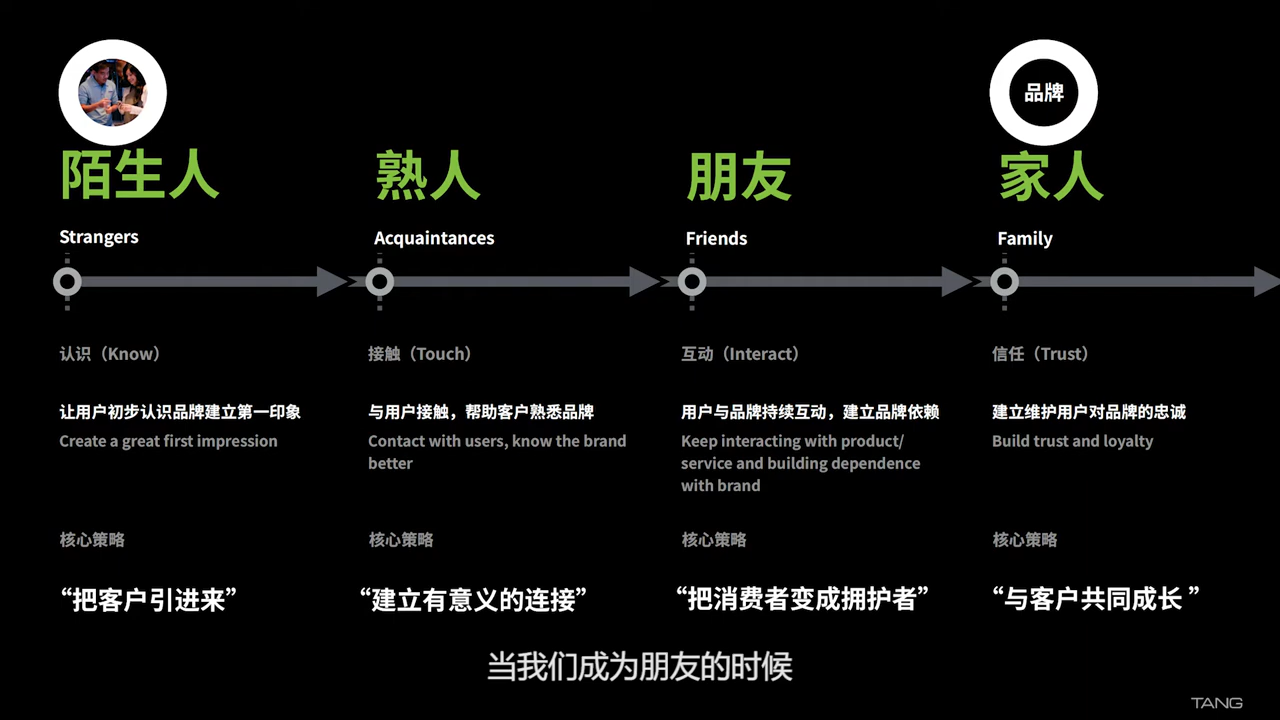 品牌
陌生人
熟人
朋友
家人
Strangers
Acquaintances
Friends
Family
认识（Know）
接触（Touch）
互动（Interact）
信任（Trust）
让用户初步认识品牌建立第一印象
Create a great first impression
与用户接触，帮助客户熟悉品牌
Contact with users, know the brand
better
用户与品牌持续互动，建立品牌依赖
Keep interacting with product/
service and building dependence
with brand
建立维护用户对品牌的忠诚
Build trust and loyalty
核心策略
核心策略
核心策略
核心策略
“把客户引进来”
“建立有意义的连接”
“把消费者变成拥护者”
“与客户共同成长 ”
当我们成为朋友的时候
TANG